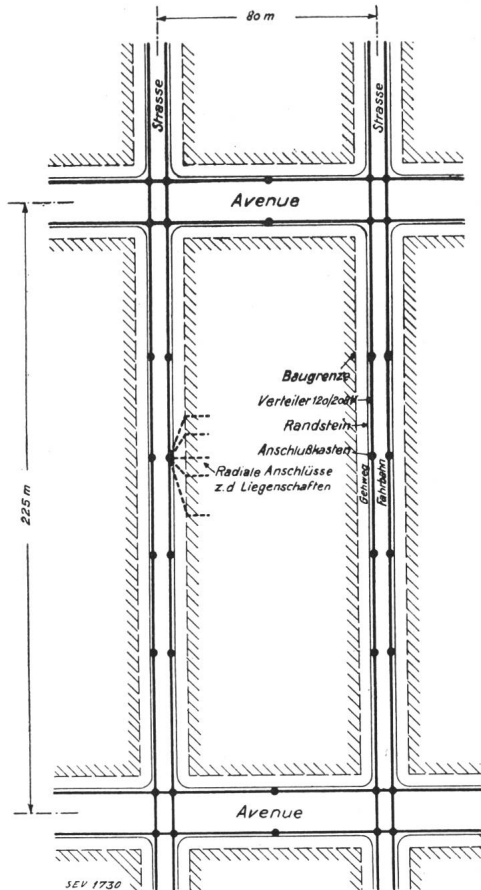 80 m
Strasse
Strasse
Avenue
Baugrenze
Verteiler 120/208V
Randstein
Anschlußkasten
Radiale Anschlüsse
z.d Liegenschaften
Gehweg
Fahrbahn
225 m
Avenue
SEV 1730